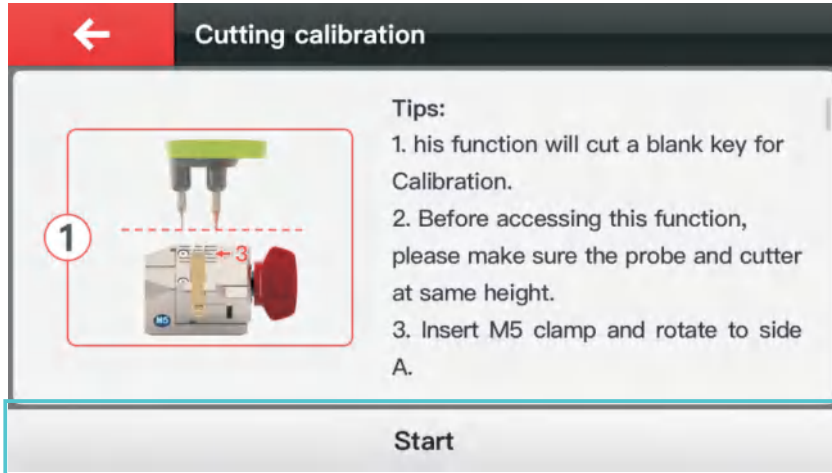 Cutting calibration
Tips:
1. his function will cut a blank key for
Calibration.
2. Before accessing this function,
please make sure the probe and cutter
at same height.
3. Insert M5 clamp and rotate to side
A.
1
3
M5
Start